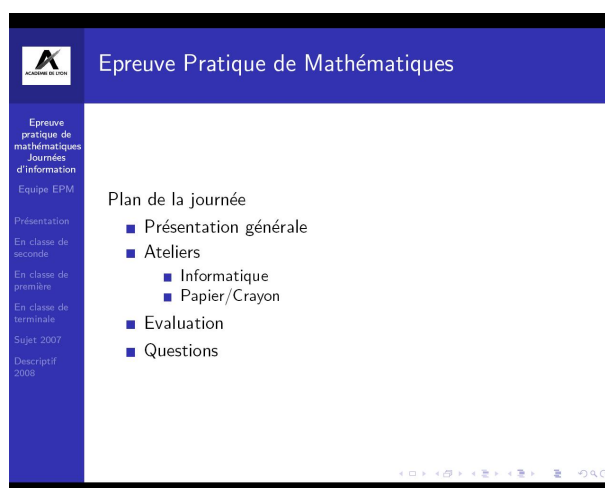 ACADEMIE DE LYON
Epreuve Pratique de Mathématiques
Epreuve
pratique de
mathématiques
Journées
d'information
Equipe EPM
Présentation
En classe de
seconde
En classe de
première
En classe de
terminale
Sujet 2007
Descriptif
2008
Plan de la journée
Présentation générale
Ateliers
Informatique
Papier/Crayon
Evaluation
Questions